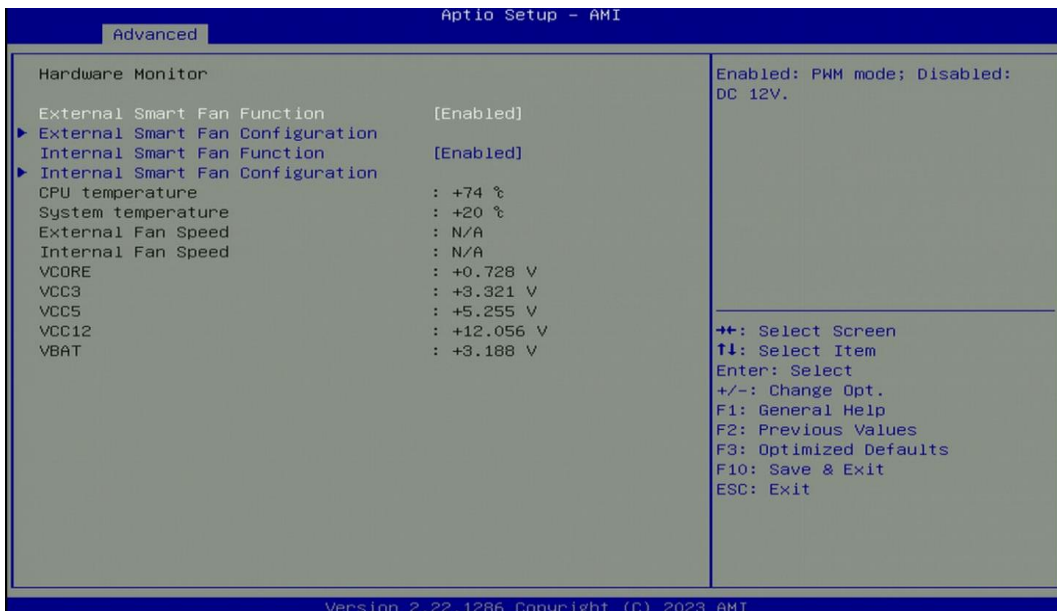 Aptio Setup – AMI
Advanced
Hardware Monitor
External Smart Fan Function [Enabled]
► External Smart Fan Configuration
Internal Smart Fan Function [Enabled]
► Internal Smart Fan Configuration
CPU temperature : +74 ℃
System temperature : +20 ℃
External Fan Speed : N/A
Internal Fan Speed : N/A
VCORE : +0.728 V
VCC3 : +3.321 V
VCC5 : +5.255 V
VCC12 : +12.056 V
VBAT : +3.188 V
Enabled: PWM mode; Disabled:
DC 12V.
→←: Select Screen
↑↓: Select Item
Enter: Select
+/-: Change Opt.
F1: General Help
F2: Previous Values
F3: Optimized Defaults
F10: Save & Exit
ESC: Exit
Version 2.22.1286 Copyright (C) 2023 AMI